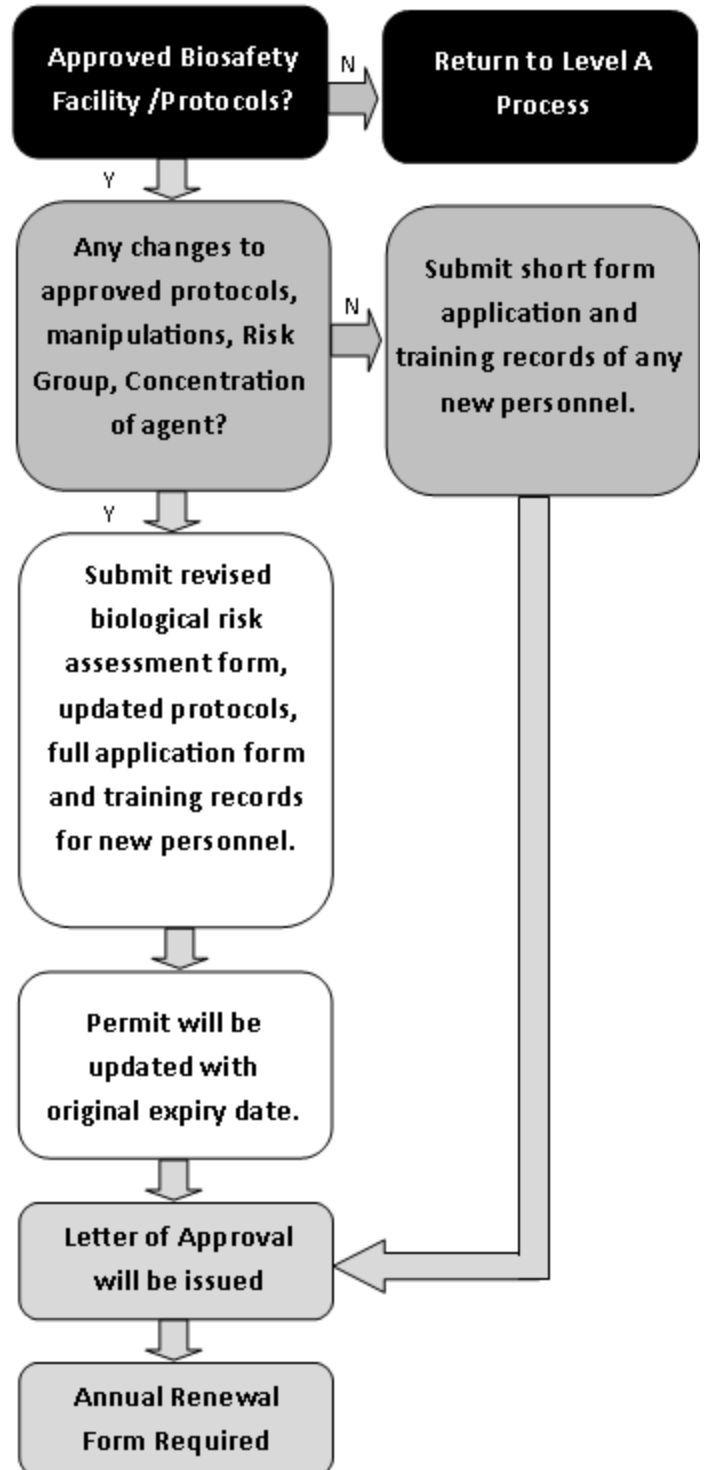 Approved Biosafety
Facility /Protocols?
N
Return to Level A
Process
Y
Any changes to
approved protocols,
manipulations, Risk
Group, Concentration
of agent?
N
Submit short form
application and
training records of any
new personnel.
Y
Submit revised
biological risk
assessment form,
updated protocols,
full application form
and training records
for new personnel.
Permit will be
updated with
original expiry date.
Letter of Approval
will be issued
Annual Renewal
Form Required